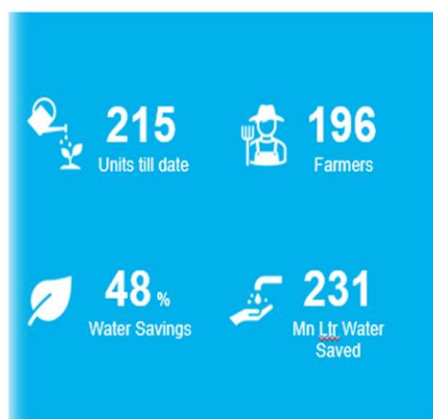 215
Units till date
196
Farmers
48 %
Water Savings
231
Mn Ltr Water
Saved